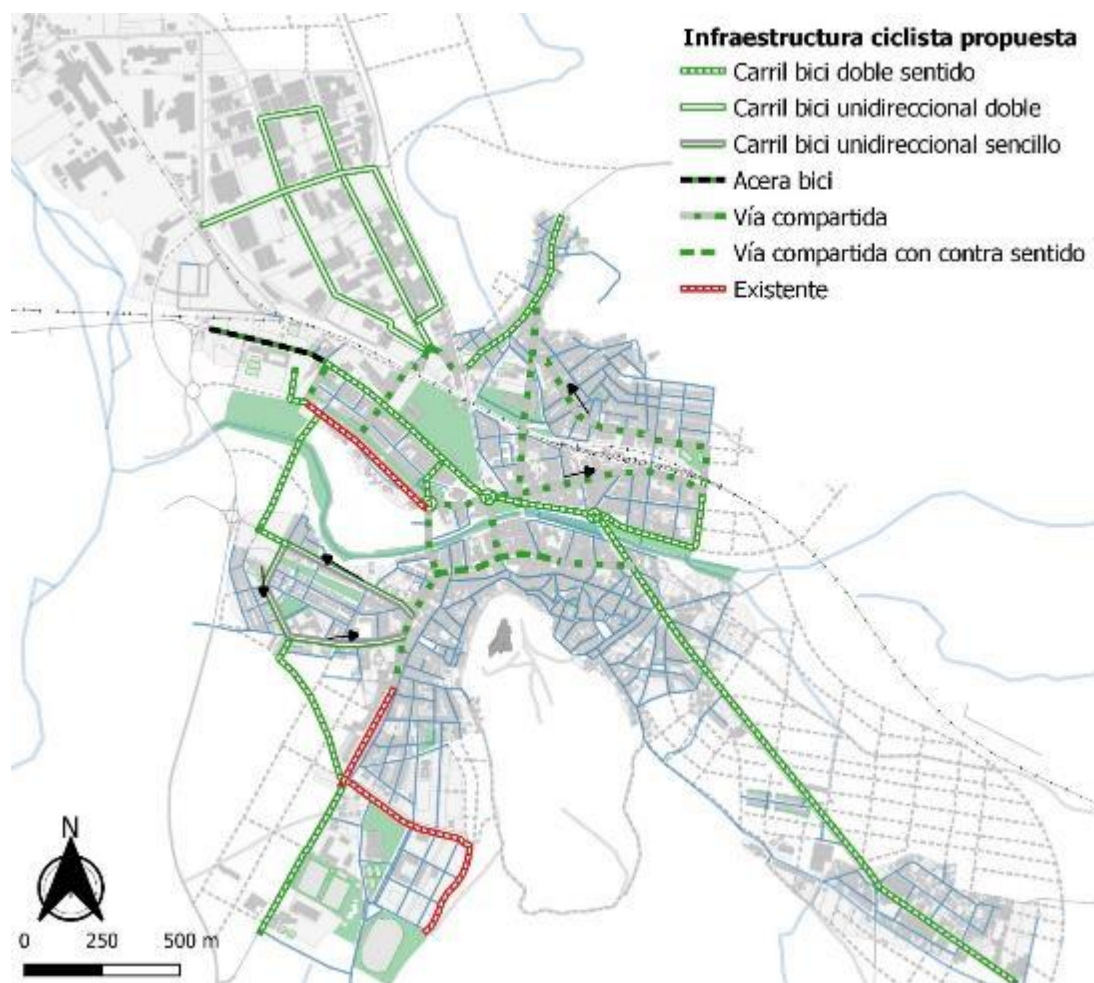 Infraestructura ciclista propuesta
Carril bici doble sentido
Carril bici unidireccional doble
Carril bici unidireccional sencillo
Acera bici
Vía compartida
Vía compartida con contra sentido
Existente
N
0 250 500 m